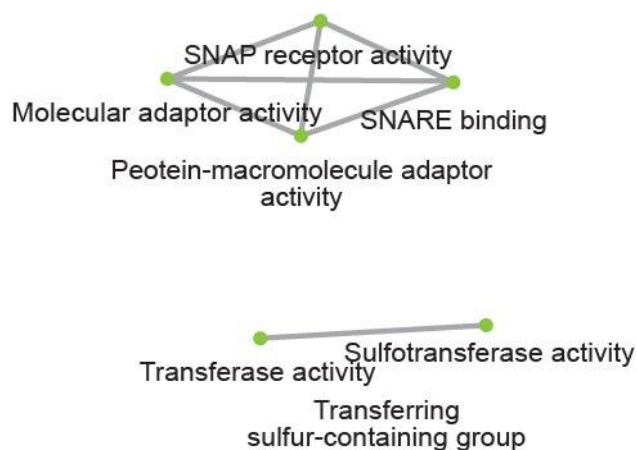 SNAP receptor activity
Molecular adaptor activity
SNARE binding
Peotein-macromolecule adaptor
activity
Sulfotransferase activity
Transferase activity
Transferring
sulfur-containing group